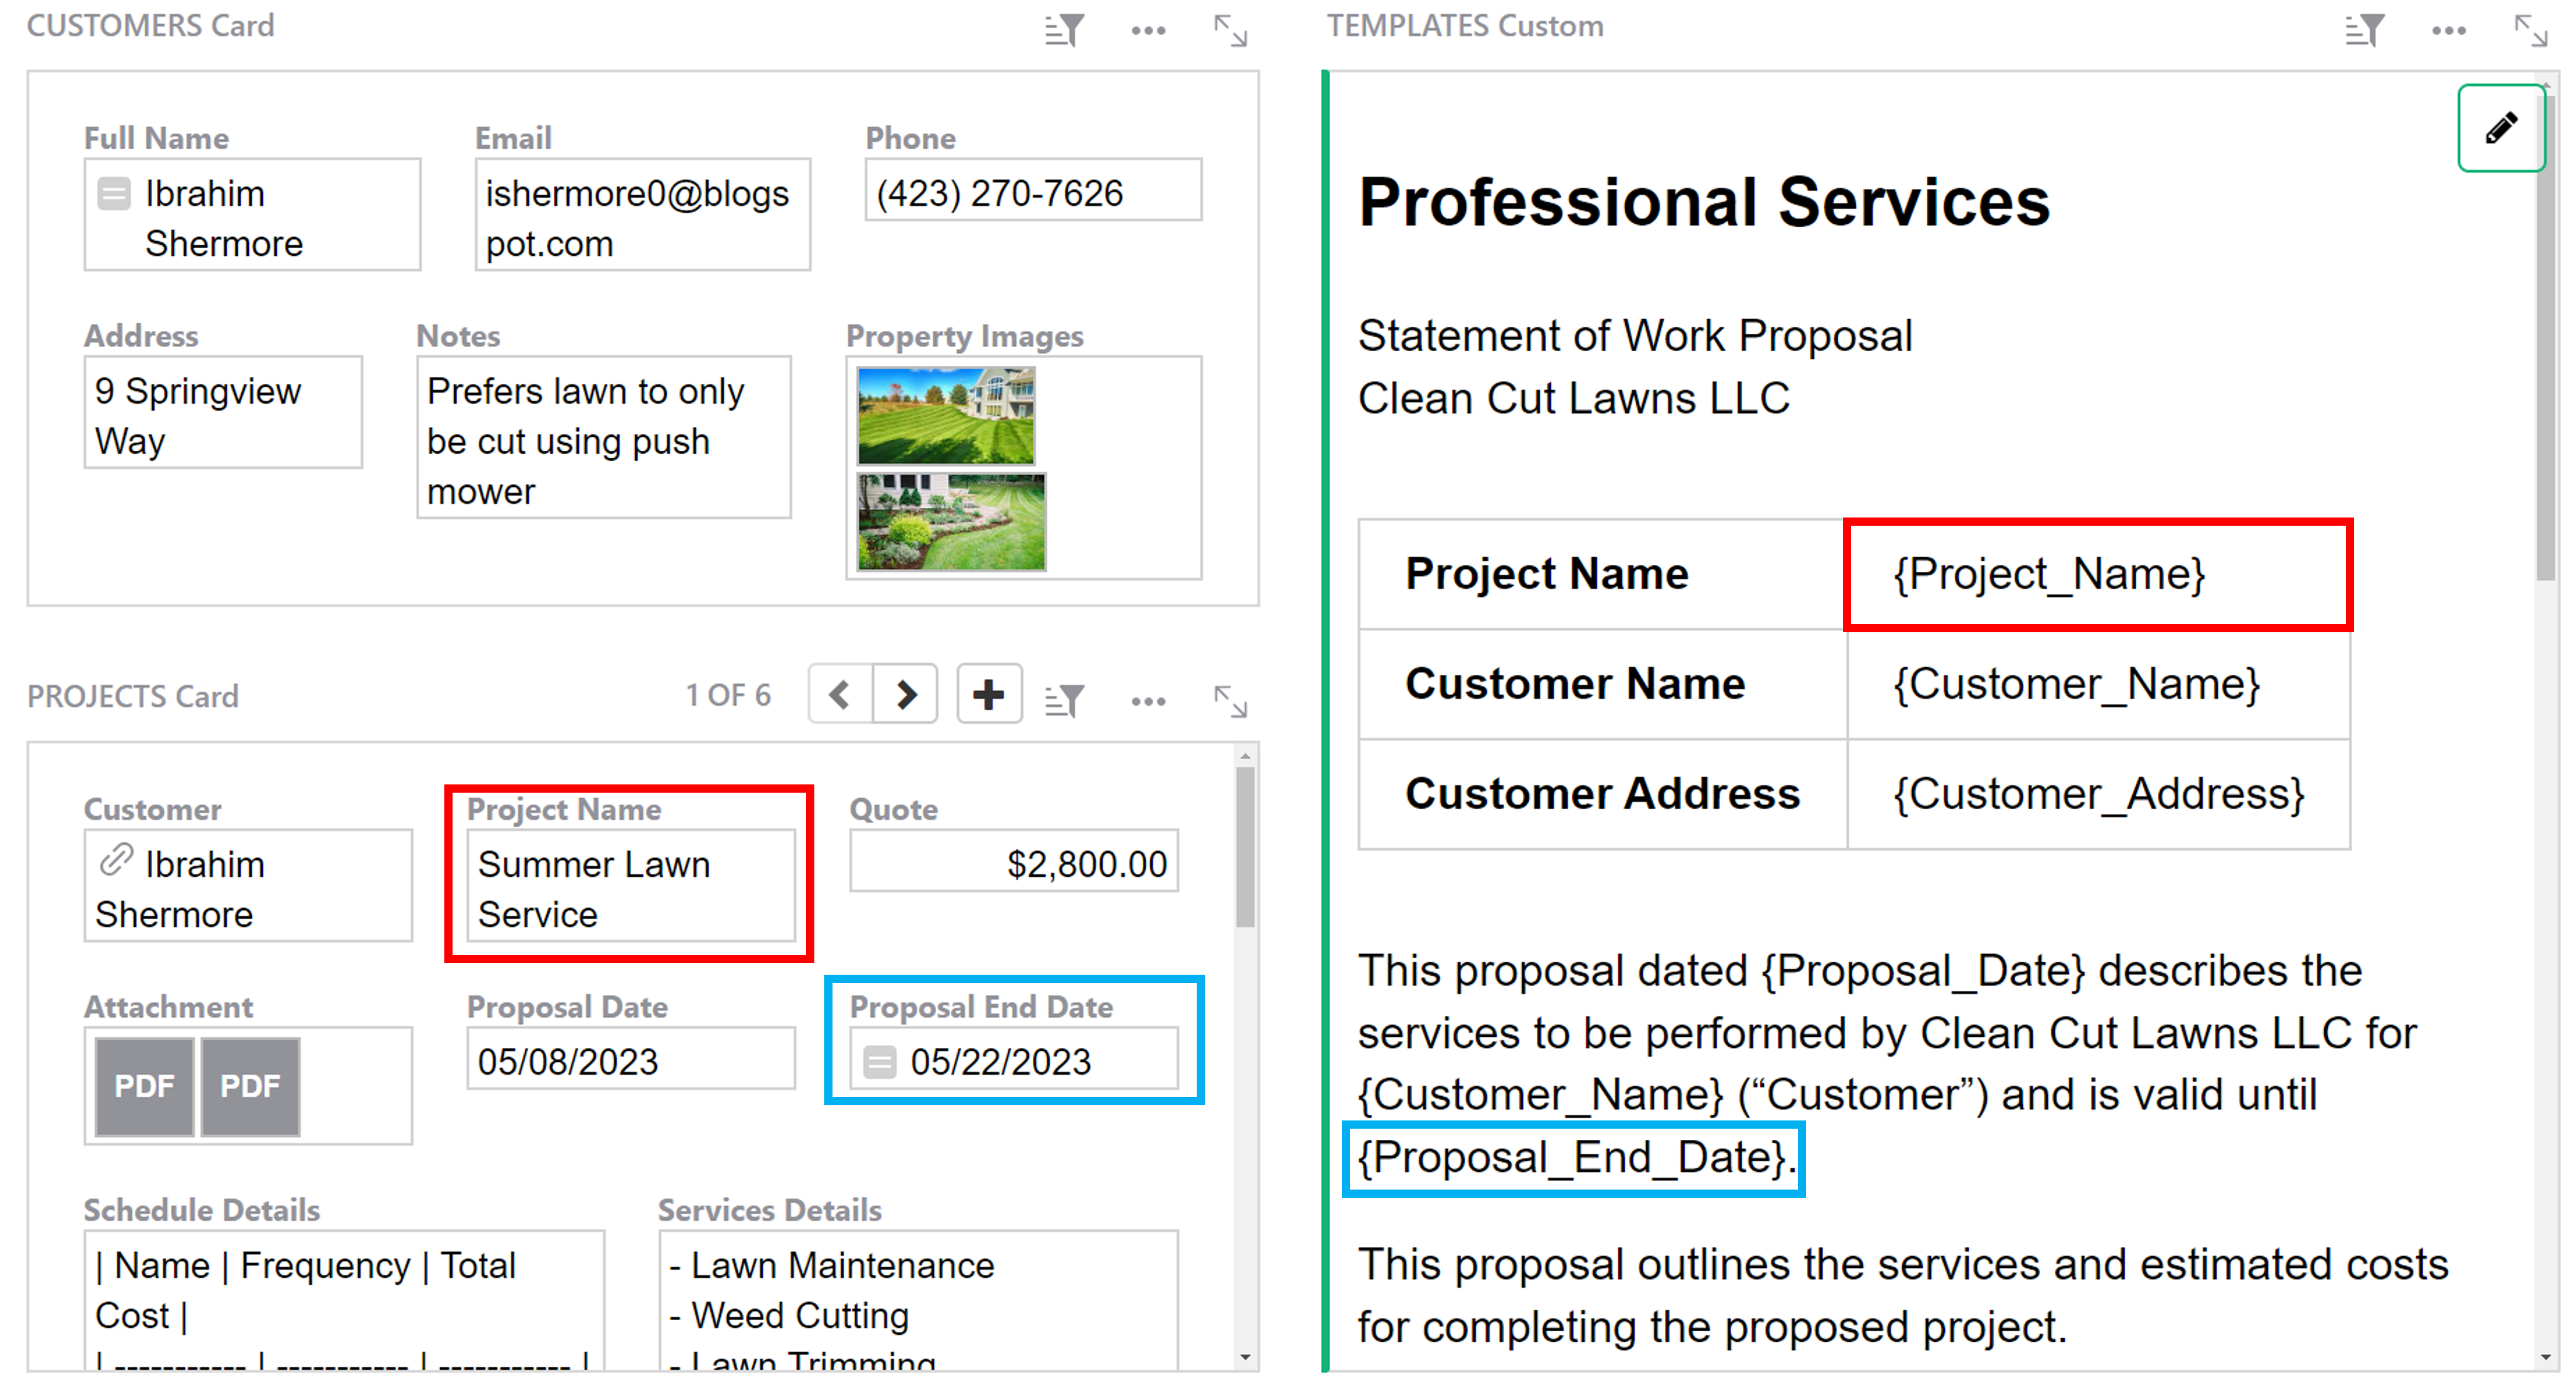 CUSTOMERS Card
Full Name
Ibrahim
Shermore
Email
ishermore0@blogs
pot.com
Phone
(423) 270-7626
Address
9 Springview
Way
Notes
Prefers lawn to only
be cut using push
mower
Property Images
PROJECTS Card
1 OF 6
Customer
Ibrahim
Shermore
Project Name
Summer Lawn
Service
Quote
$2,800.00
Attachment
PDF PDF
Proposal Date
05/08/2023
Proposal End Date
05/22/2023
Schedule Details
| Name | Frequency | Total
Cost |
| ----------- | ----------- | ----------- |
Services Details
- Lawn Maintenance
- Weed Cutting
- Lawn Trimming
TEMPLATES Custom
Professional Services
Statement of Work Proposal
Clean Cut Lawns LLC
Project Name {Project_Name}
Customer Name {Customer_Name}
Customer Address {Customer_Address}
This proposal dated {Proposal_Date} describes the
services to be performed by Clean Cut Lawns LLC for
{Customer_Name} (“Customer”) and is valid until
{Proposal_End_Date}.
This proposal outlines the services and estimated costs
for completing the proposed project.